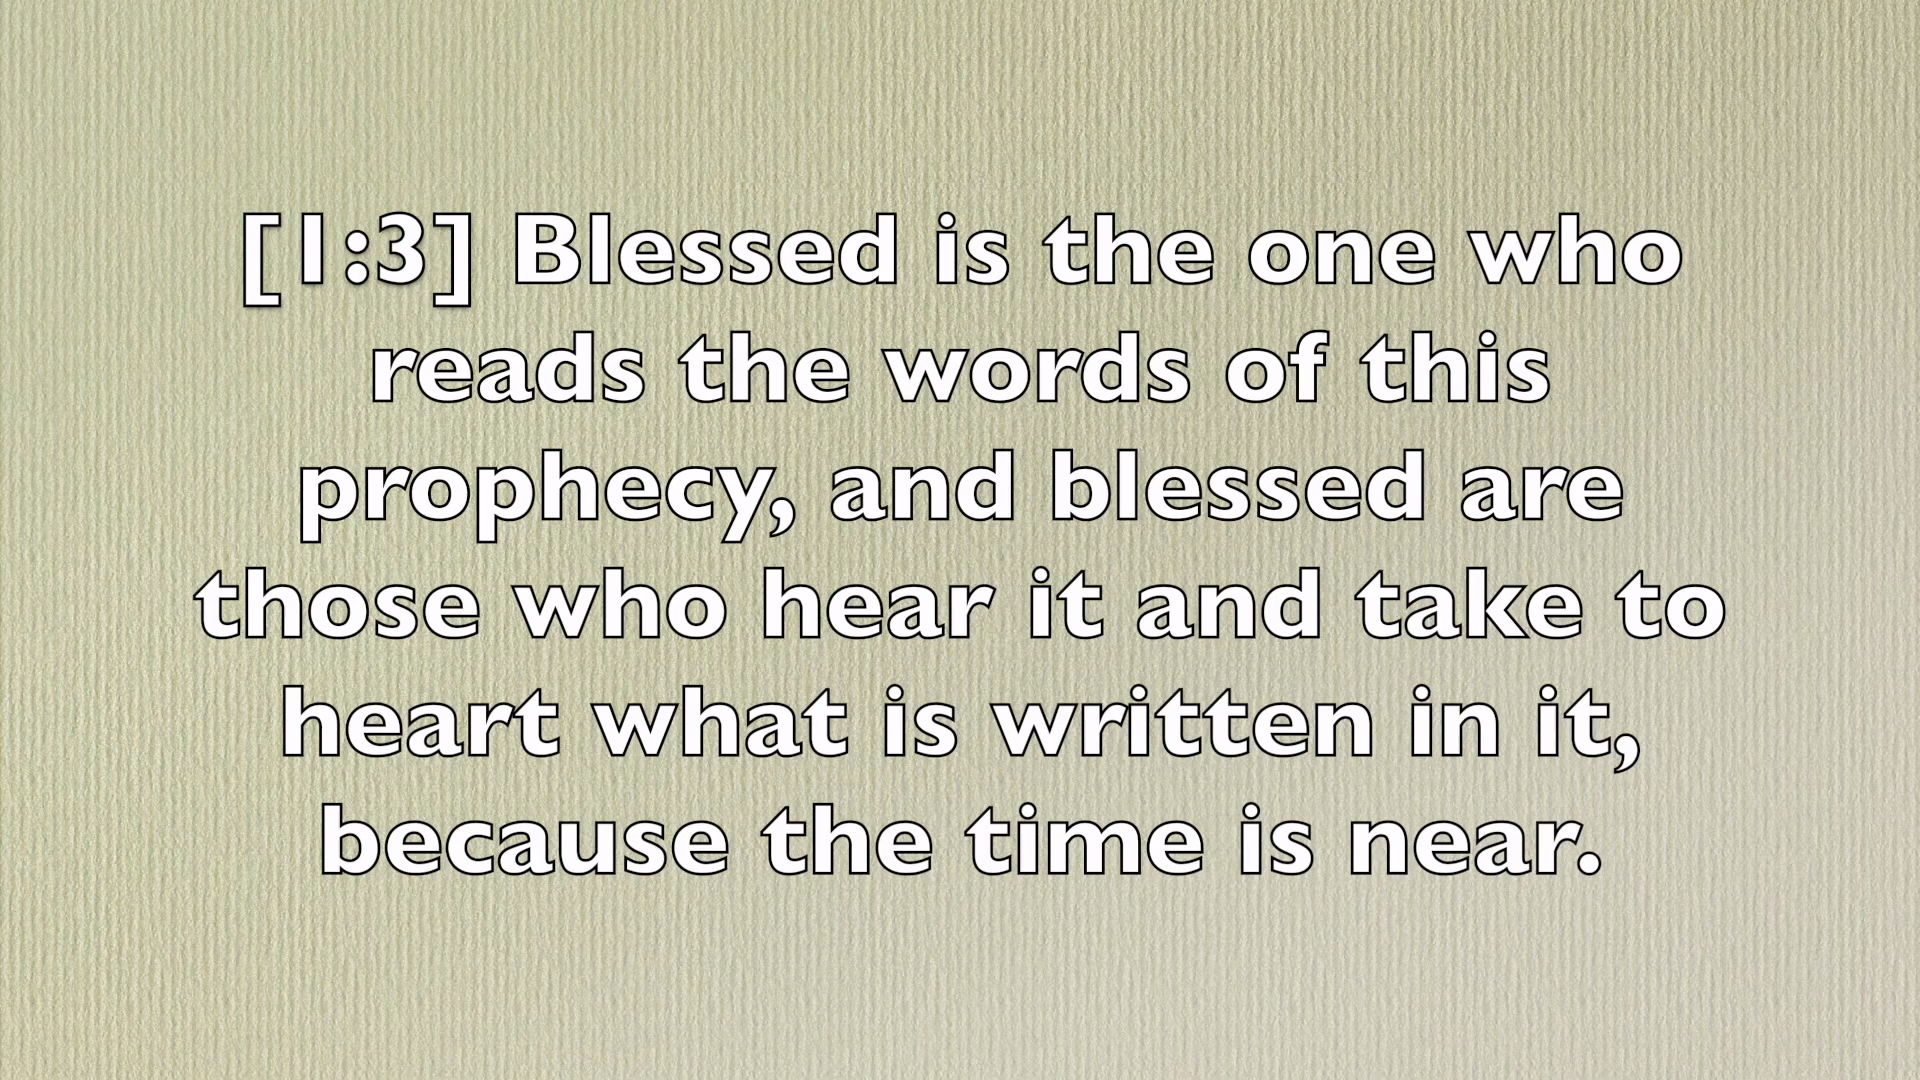 [1:3] Blessed is the one who
reads the words of this
prophecy, and blessed are
those who hear it and take to
heart what is written in it,
because the time is near.